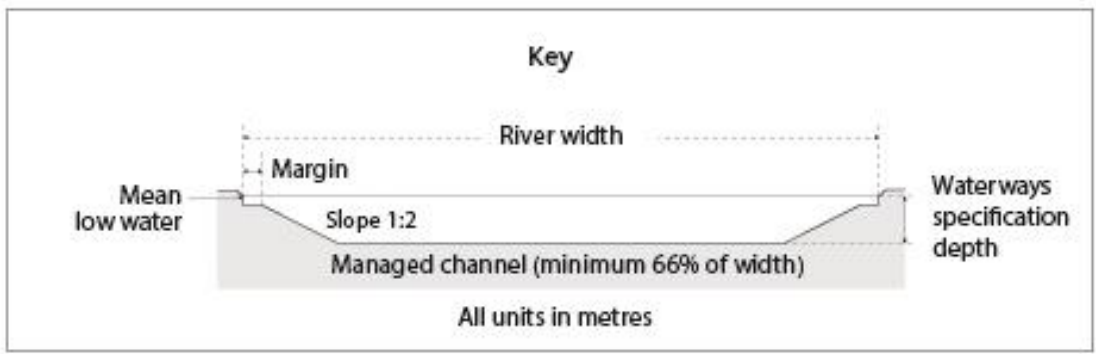 Key
River width
Margin
Mean
low water
Slope 1:2
Waterways
specification
depth
Managed channel (minimum 66% of width)
All units in metres